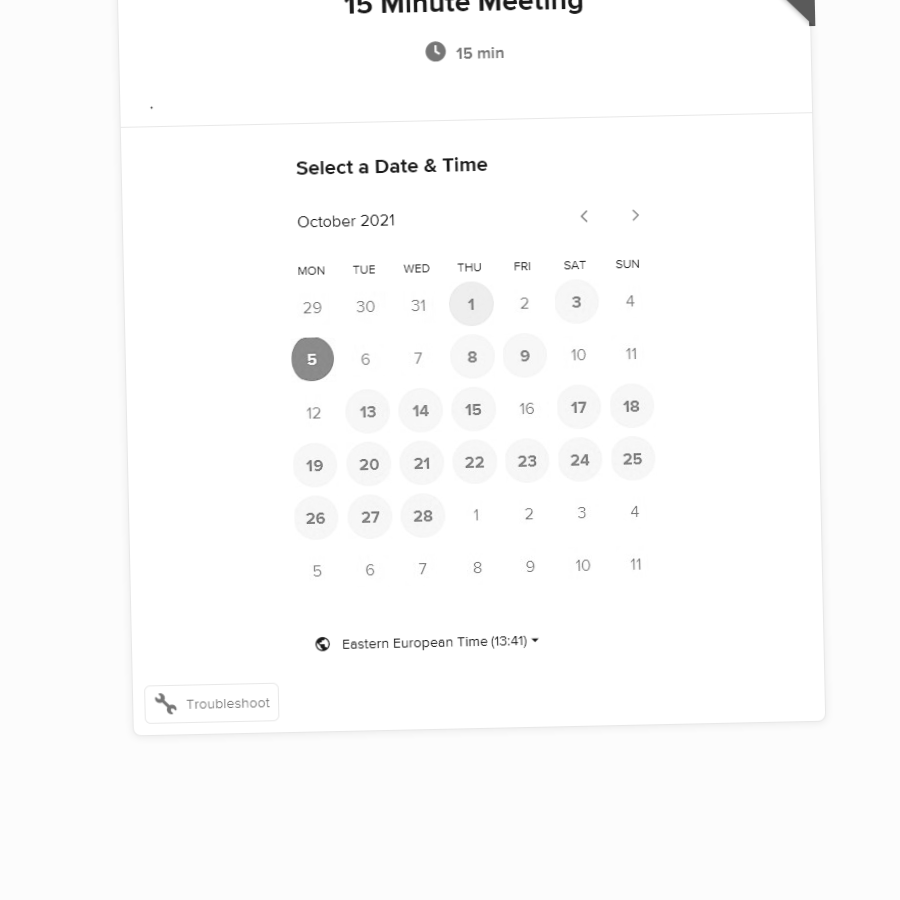 15 Minute Meeting
15 min
.
Select a Date & Time
October 2021
MON TUE WED THU FRI SAT SUN
29 30 31 1 2 3 4
5 6 7 8 9 10 11
12 13 14 15 16 17 18
19 20 21 22 23 24 25
26 27 28 1 2 3 4
5 6 7 8 9 10 11
Eastern European Time (13:41)
Troubleshoot